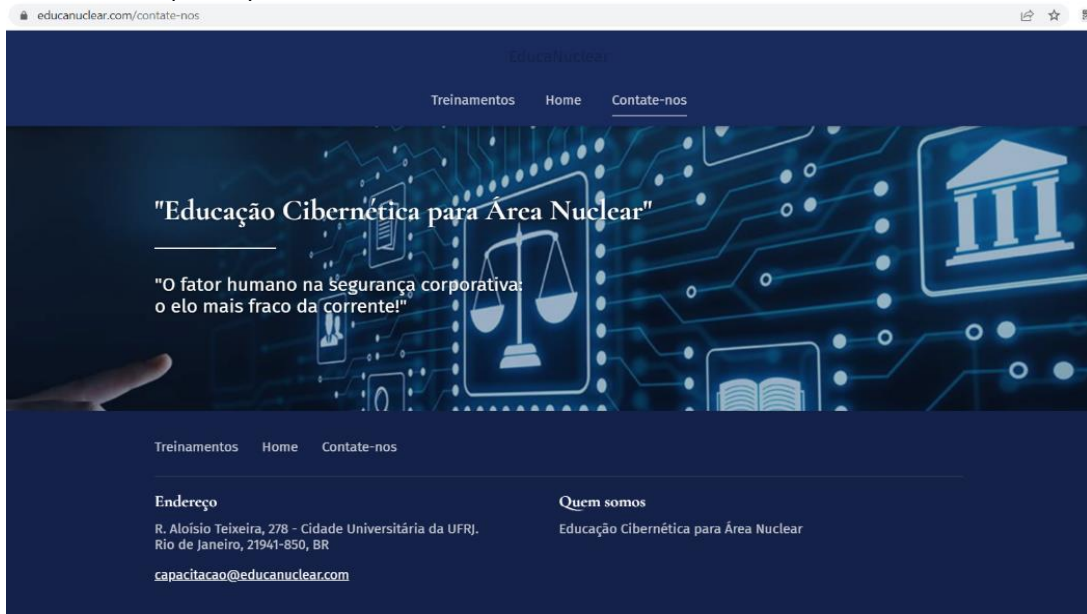 educanuclear.com/contate-nos
EducaNuclear
Treinamentos Home Contate-nos
"Educação Cibernética para Área Nuclear"
"O fator humano na segurança corporativa:
o elo mais fraco da corrente!"
Treinamentos Home Contate-nos
Endereço
R. Aloísio Teixeira, 278 - Cidade Universitária da UFRJ.
Rio de Janeiro, 21941-850, BR
capacitacao@educanuclear.com
Quem somos
Educação Cibernética para Área Nuclear